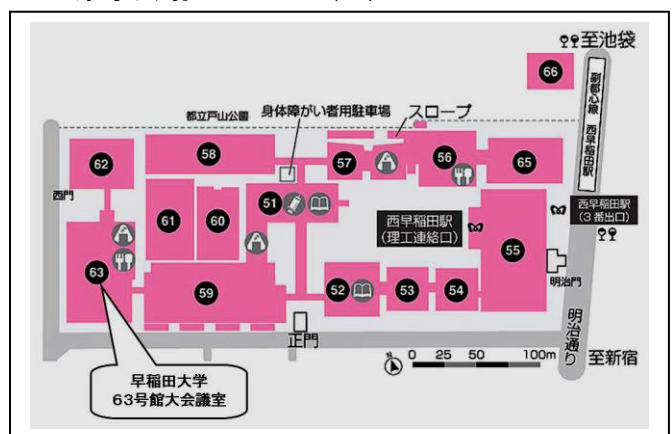 至池袋
66
副都心線 西早稲田駅
都立戸山公園
身体障がい者用駐車場
スロープ
62
58
57
56
65
西門
51
61
60
西早稲田駅
(理工連絡口)
西早稲田駅
(3番出口)
55
明治門
63
59
52
53
54
正門
明治通り
N
0 25 50 100m
至新宿
早稲田大学
63号館大会議室